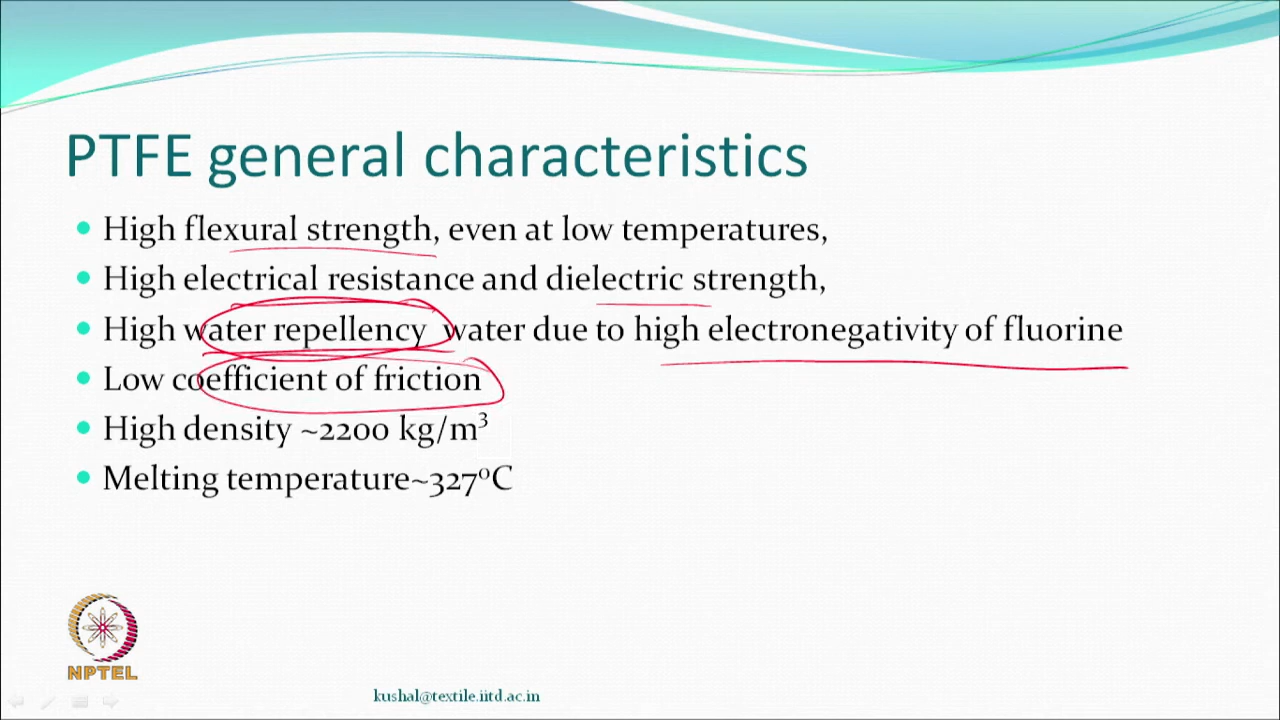 PTFE general characteristics
High flexural strength, even at low temperatures,
High electrical resistance and dielectric strength,
High water repellency water due to high electronegativity of fluorine
Low coefficient of friction
High density ~2200 kg/m³
Melting temperature~327⁰C
NPTEL
kushal@textile.iitd.ac.in